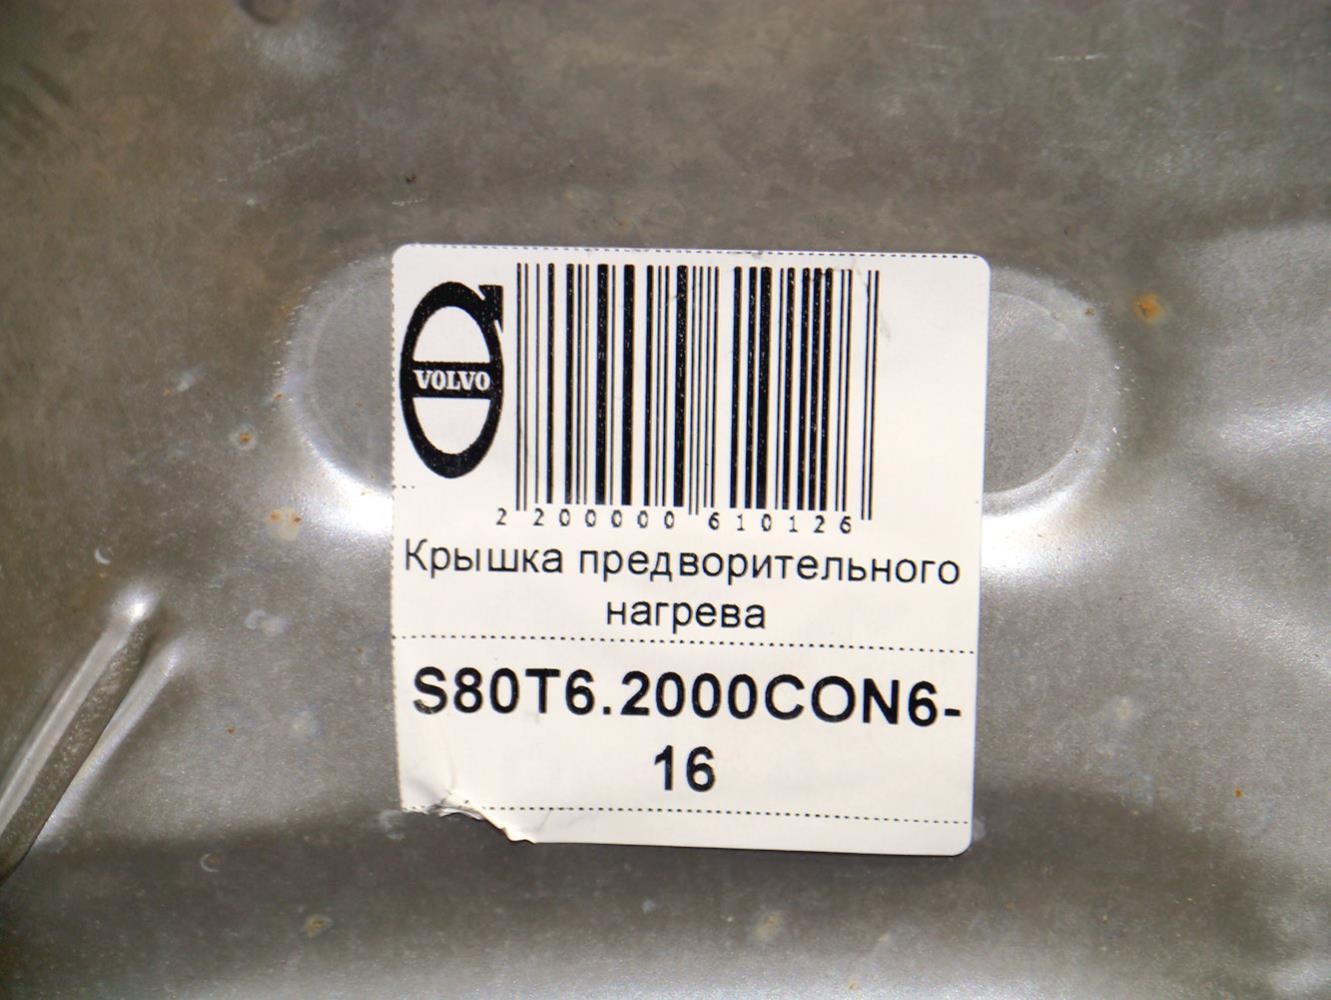 VOLVO
2 200000 610126
Крышка предворительного
нагрева
S80T6.2000CON6-
16